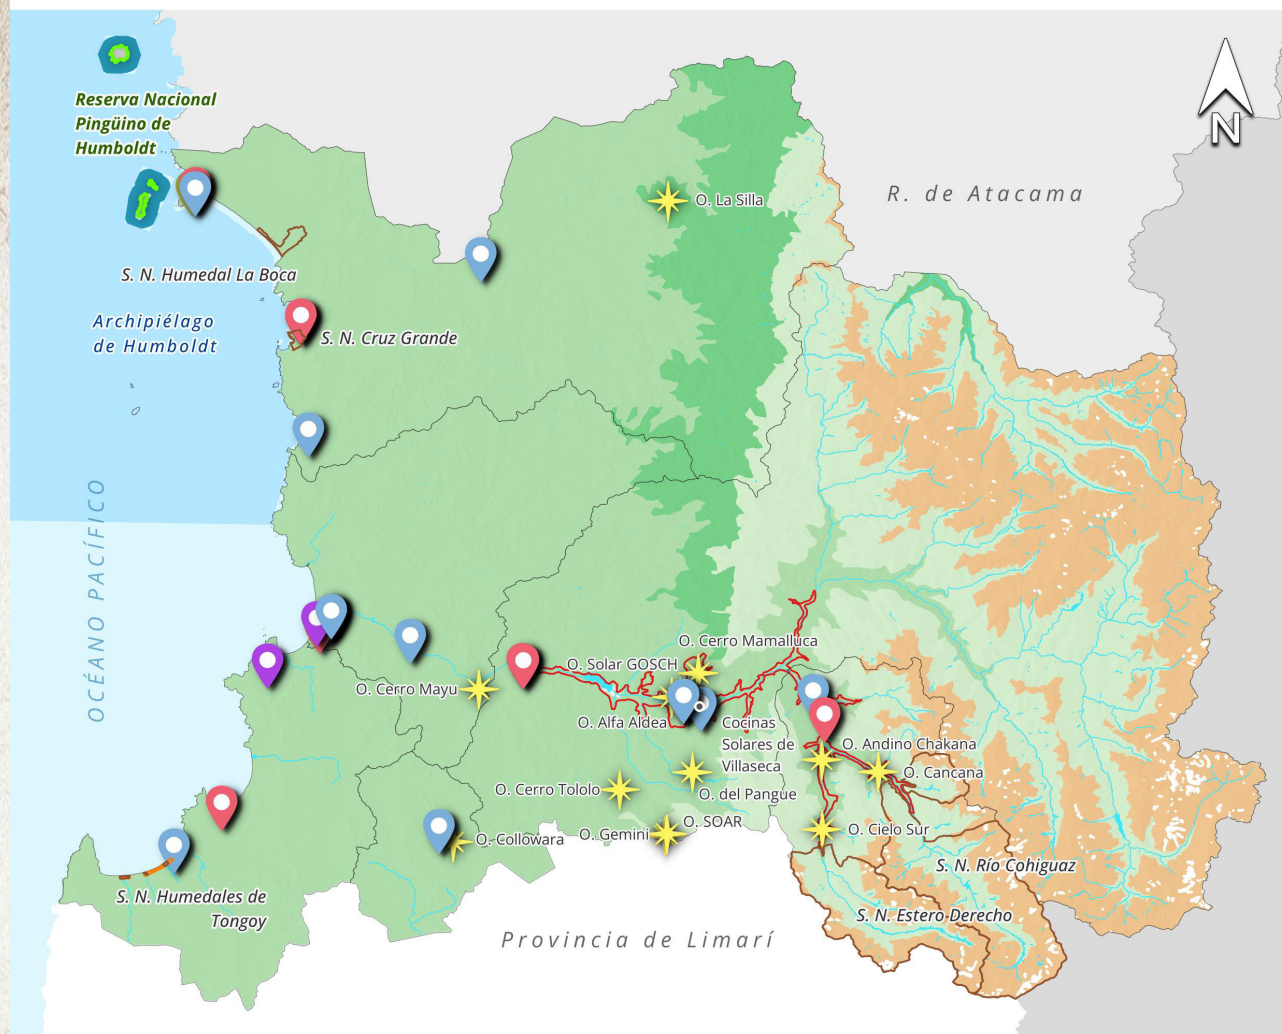 Reserva Nacional
Pingüino de
Humboldt
N
R. de Atacama
O. La Silla
S. N. Humedal La Boca
Archipiélago
de Humboldt
S. N. Cruz Grande
OCÉANO PACÍFICO
O. Cerro Mamalluca
O. Solar GOSCH
O. Cerro Mayu
O. Alfa Aldea
Cocinas
Solares de
Villaseca
O. Andino Chakana
O. Cancana
O. Cerro Tololo
O. del Pangue
O. SOAR
O. Gemini
O. Collowara
O. Cielo Sur
S. N. Río Cohiguaz
S. N. Humedales de
Tongoy
S. N. Estero Derecho
Provincia de Limarí